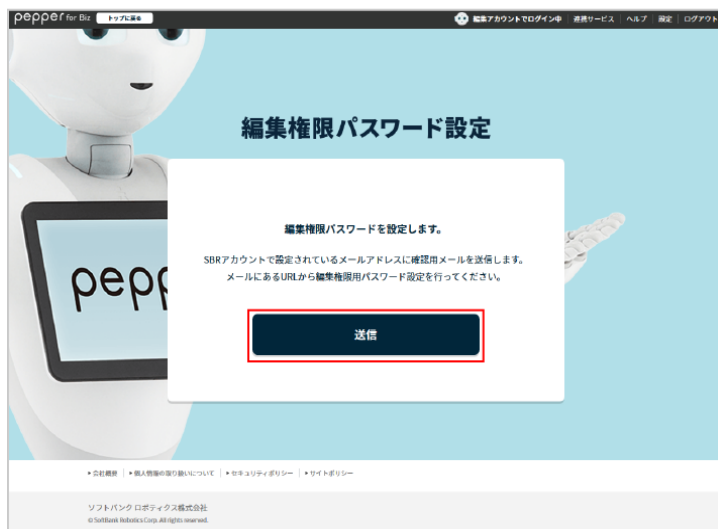 pepper for Biz トップに戻る 編集アカウントでログイン中 連携サービス ヘルプ 設定 ログアウト
編集権限パスワード設定
編集権限パスワードを設定します。
SBRアカウントで設定されているメールアドレスに確認用メールを送信します。
メールにあるURLから編集権限用パスワード設定を行ってください。
pepp
送信
会社概要 個人情報の取り扱いについて セキュリティポリシー サイトポリシー
ソフトバンク ロボティクス株式会社
© SoftBank Robotics Corp. All rights reserved.